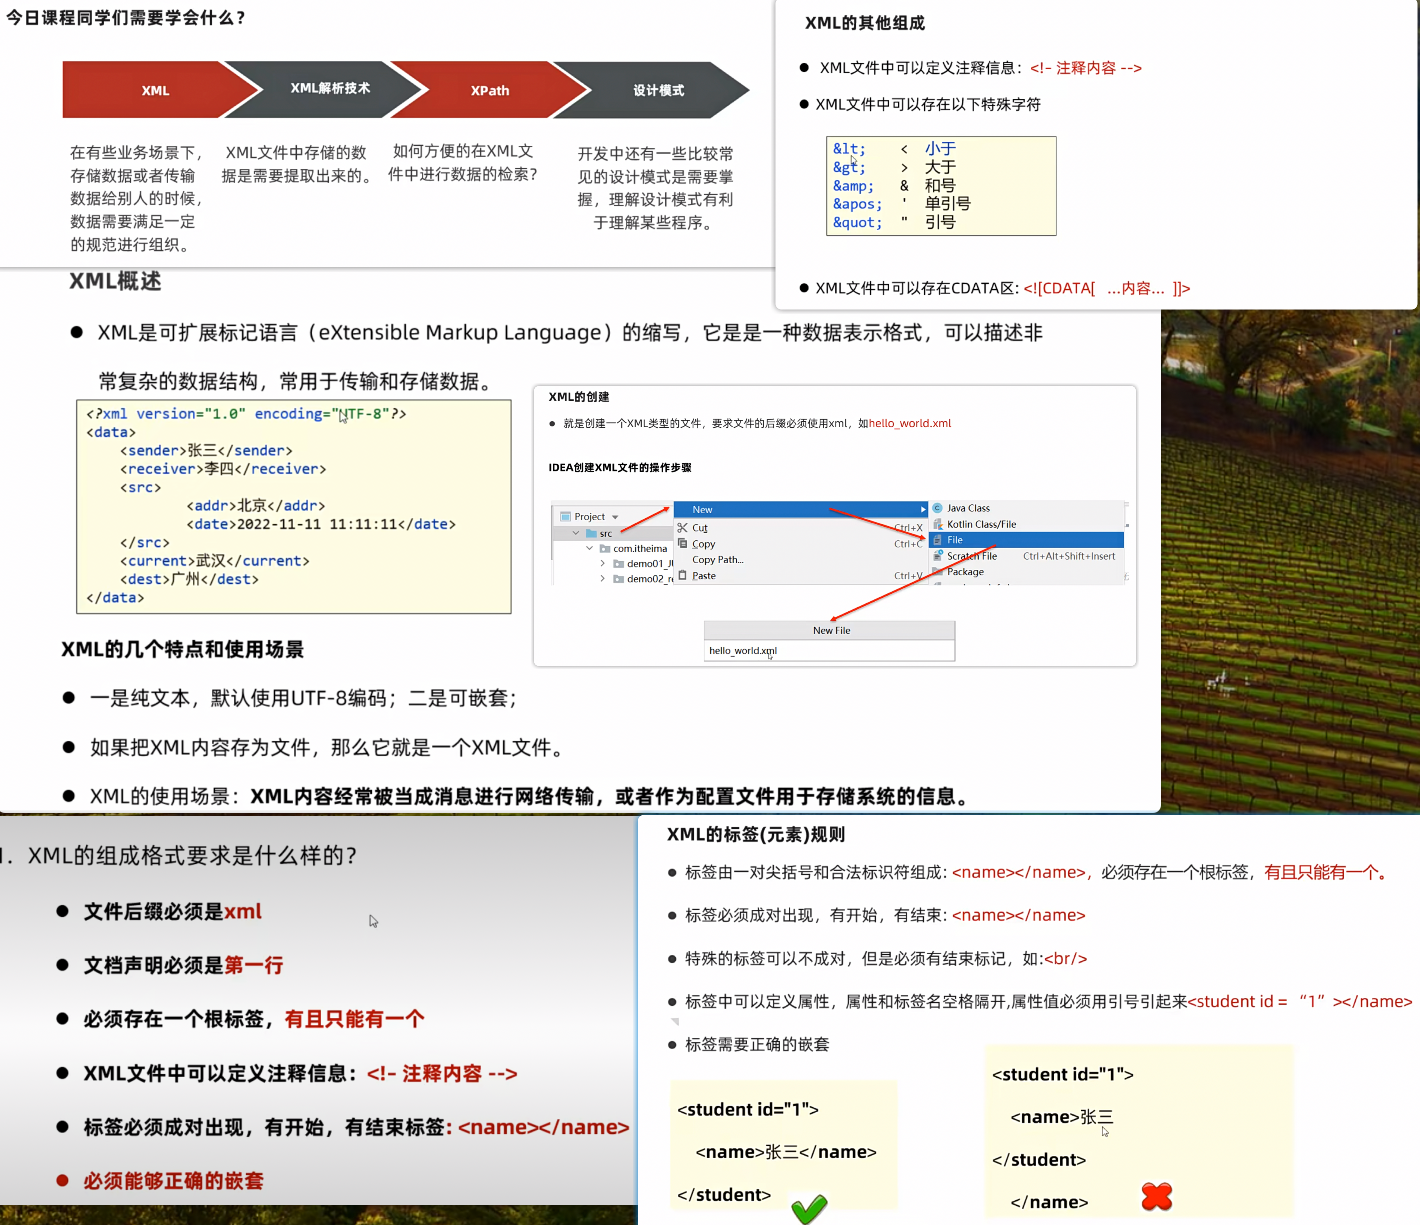 今日课程同学们需要学会什么？
XML
XML解析技术
XPath
设计模式
在有些业务场景下，
存储数据或者传输
数据给别人的时候，
数据需要满足一定
的规范进行组织。
XML文件中存储的数
据是需要提取出来的。
如何方便的在XML文
件中进行数据的检索？
开发中还有一些比较常
见的设计模式是需要掌
握，理解设计模式有利
于理解某些程序。
XML的其他组成
● XML文件中可以定义注释信息：<!– 注释内容 -->
● XML文件中可以存在以下特殊字符
&lt; < 小于
&gt; > 大于
&amp; & 和号
&apos; ' 单引号
&quot; " 引号
● XML文件中可以存在CDATA区: <![CDATA[ …内容… ]]>
XML概述
● XML是可扩展标记语言（eXtensible Markup Language）的缩写，它是是一种数据表示格式，可以描述非
常复杂的数据结构，常用于传输和存储数据。
<?xml version="1.0" encoding="UTF-8"?>
<data>
<sender>张三</sender>
<receiver>李四</receiver>
<src>
<addr>北京</addr>
<date>2022-11-11 11:11:11</date>
</src>
<current>武汉</current>
<dest>广州</dest>
</data>
XML的创建
● 就是创建一个XML类型的文件，要求文件的后缀必须使用xml，如hello_world.xml
IDEA创建XML文件的操作步骤
Project
src
com.itheima
demo01_JU
demo02_re
New
Cut Ctrl+X
Copy Ctrl+C
Copy Path...
Paste Ctrl+V
Java Class
Kotlin Class/File
File
Scratch File Ctrl+Alt+Shift+Insert
Package
New File
hello_world.xml
XML的几个特点和使用场景
● 一是纯文本，默认使用UTF-8编码；二是可嵌套；
● 如果把XML内容存为文件，那么它就是一个XML文件。
● XML的使用场景：XML内容经常被当成消息进行网络传输，或者作为配置文件用于存储系统的信息。
1. XML的组成格式要求是什么样的？
● 文件后缀必须是xml
● 文档声明必须是第一行
● 必须存在一个根标签，有且只能有一个
● XML文件中可以定义注释信息：<!– 注释内容 -->
● 标签必须成对出现，有开始，有结束标签: <name></name>
● 必须能够正确的嵌套
XML的标签(元素)规则
● 标签由一对尖括号和合法标识符组成: <name></name>，必须存在一个根标签，有且只能有一个。
● 标签必须成对出现，有开始，有结束: <name></name>
● 特殊的标签可以不成对，但是必须有结束标记，如:<br/>
● 标签中可以定义属性，属性和标签名空格隔开,属性值必须用引号引起来<student id = “1” ></name>
● 标签需要正确的嵌套
<student id="1">
<name>张三</name>
</student>
<student id="1">
<name>张三
</student>
</name>